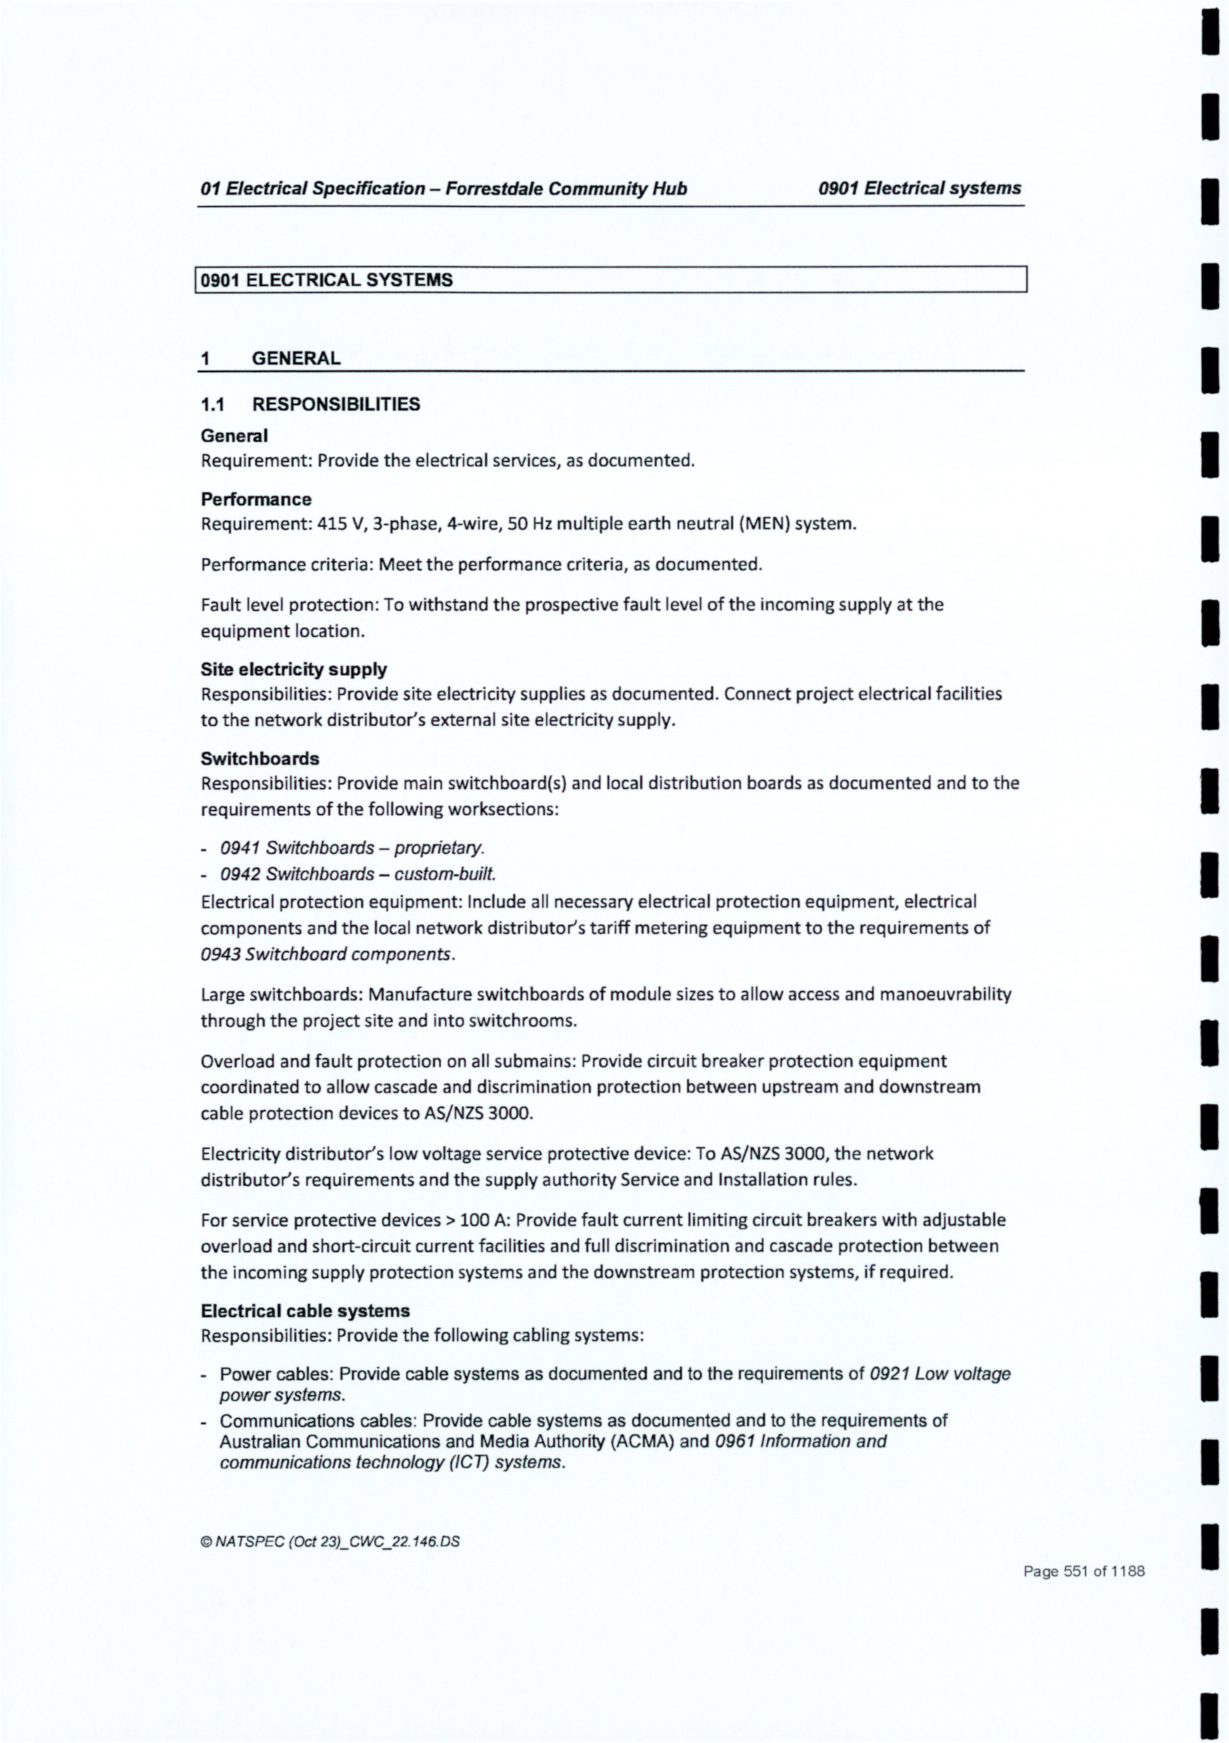 01 Electrical Specification – Forrestdale Community Hub 0901 Electrical systems
0901 ELECTRICAL SYSTEMS
1 GENERAL
1.1 RESPONSIBILITIES
General
Requirement: Provide the electrical services, as documented.
Performance
Requirement: 415 V, 3-phase, 4-wire, 50 Hz multiple earth neutral (MEN) system.
Performance criteria: Meet the performance criteria, as documented.
Fault level protection: To withstand the prospective fault level of the incoming supply at the
equipment location.
Site electricity supply
Responsibilities: Provide site electricity supplies as documented. Connect project electrical facilities
to the network distributor's external site electricity supply.
Switchboards
Responsibilities: Provide main switchboard(s) and local distribution boards as documented and to the
requirements of the following worksections:
- 0941 Switchboards – proprietary.
- 0942 Switchboards – custom-built.
Electrical protection equipment: Include all necessary electrical protection equipment, electrical
components and the local network distributor's tariff metering equipment to the requirements of
0943 Switchboard components.
Large switchboards: Manufacture switchboards of module sizes to allow access and manoeuvrability
through the project site and into switchrooms.
Overload and fault protection on all submains: Provide circuit breaker protection equipment
coordinated to allow cascade and discrimination protection between upstream and downstream
cable protection devices to AS/NZS 3000.
Electricity distributor's low voltage service protective device: To AS/NZS 3000, the network
distributor's requirements and the supply authority Service and Installation rules.
For service protective devices > 100 A: Provide fault current limiting circuit breakers with adjustable
overload and short-circuit current facilities and full discrimination and cascade protection between
the incoming supply protection systems and the downstream protection systems, if required.
Electrical cable systems
Responsibilities: Provide the following cabling systems:
- Power cables: Provide cable systems as documented and to the requirements of 0921 Low voltage
power systems.
- Communications cables: Provide cable systems as documented and to the requirements of
Australian Communications and Media Authority (ACMA) and 0961 Information and
communications technology (ICT) systems.
© NATSPEC (Oct 23)_CWC_22.146.DS
Page 551 of 1188